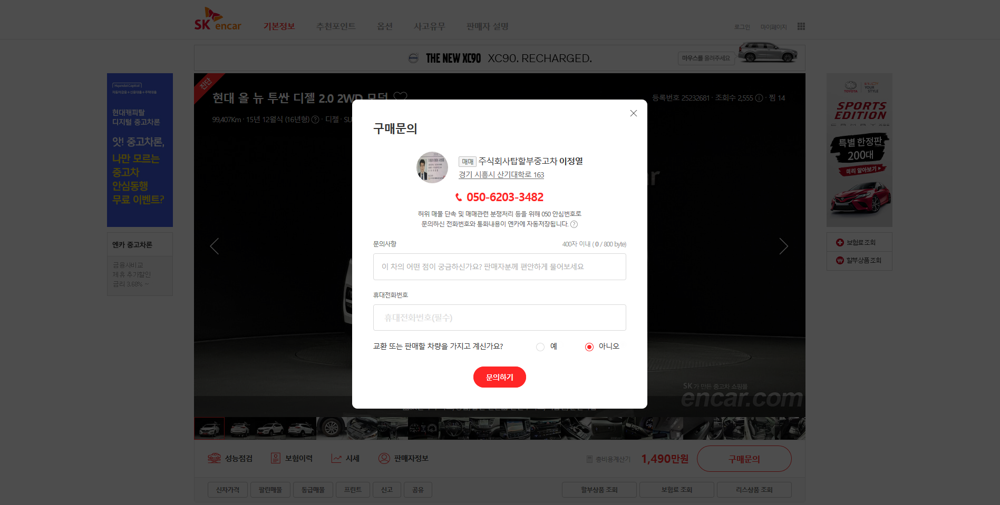 SK encar
기본정보
추천포인트
옵션
사고유무
판매자 설명
로그인
마이페이지
THE NEW XC90 XC90. RECHARGED.
마우스를 올려주세요
Hyundai Capital
현대캐피탈
디지털 중고차론
앗! 중고차론,
나만 모르는
중고차
안심동행
무료 이벤트?
엔카 중고차론
금융사비교
제휴 추가할인
금리 3.68% ~
진단
현대 올 뉴 투싼 디젤 2.0 2WD 모던
99,407Km · 15년 12월식 (16년형) ? · 디젤 · SU
등록번호 25232681 · 조회수 2,555 ⓘ · 찜 14
TOYOTA
YOUR
STYLE
SPORTS
EDITION
특별 한정판
200대
미리 알아보기
보험료조회
할부상품조회
구매문의
매매 주식회사탑할부중고차 이정열
경기 시흥시 산기대학로 163
050-6203-3482
허위 매물 단속 및 매매관련 분쟁처리 등을 위해 050 안심번호로
문의하신 전화번호와 통화내용이 엔카에 자동저장됩니다. ?
문의사항
400자 이내 ( 0 / 800 byte)
이 차의 어떤 점이 궁금하신가요? 판매자분께 편안하게 물어보세요
휴대전화번호
휴대전화번호(필수)
교환 또는 판매할 차량을 가지고 계신가요?
예
아니오
문의하기
SK가 만든 중고차 쇼핑몰
encar.com
성능점검
보험이력
시세
판매자정보
총비용계산기
1,490만원
구매문의
신차가격
팔린매물
동급매물
프린트
신고
공유
할부상품 조회
보험료 조회
리스상품 조회